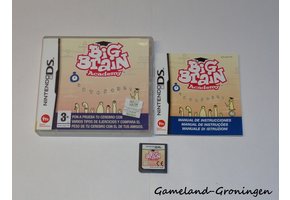 NINTENDO DS
Big
Brain
Academy
3+
PON A PRUEBA TU CEREBRO CON
VARIOS TIPOS DE EJERCICIOS Y COMPARA EL
PESO DE TU CEREBRO CON EL DE TUS AMIGOS.
NINTENDO DS
Big
Brain
Academy
MANUAL DE INSTRUCCIONES
MANUAL DE INSTRUÇÕES
MANUALE DI ISTRUZIONI
Gameland-Groningen